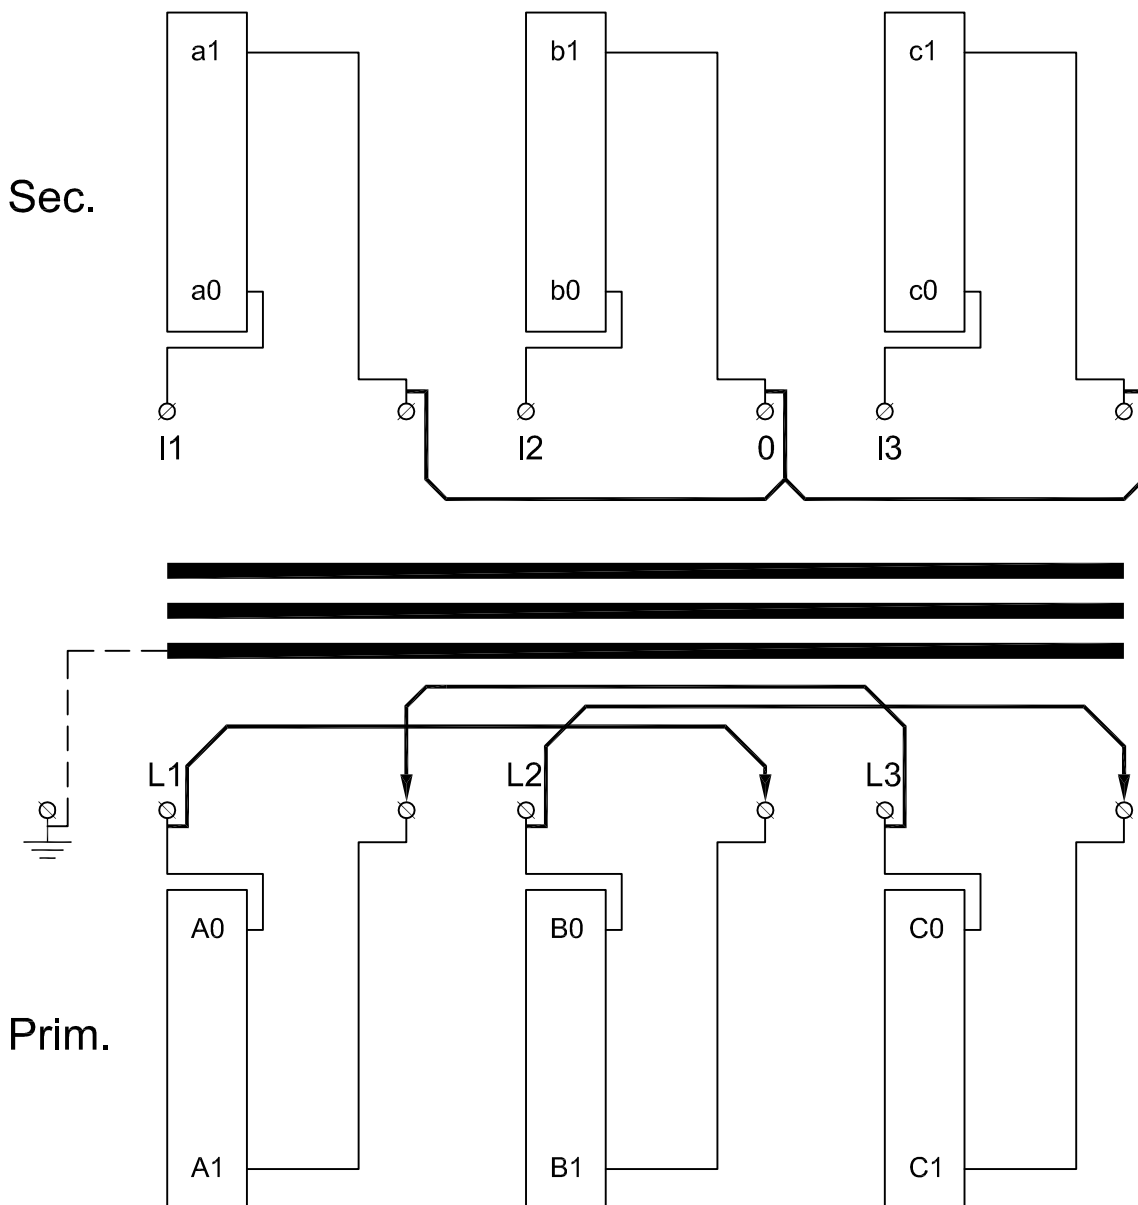 a1 b1 c1
Sec.
a0 b0 c0
I1 I2 0 I3
L1 L2 L3
A0 B0 C0
Prim.
A1 B1 C1